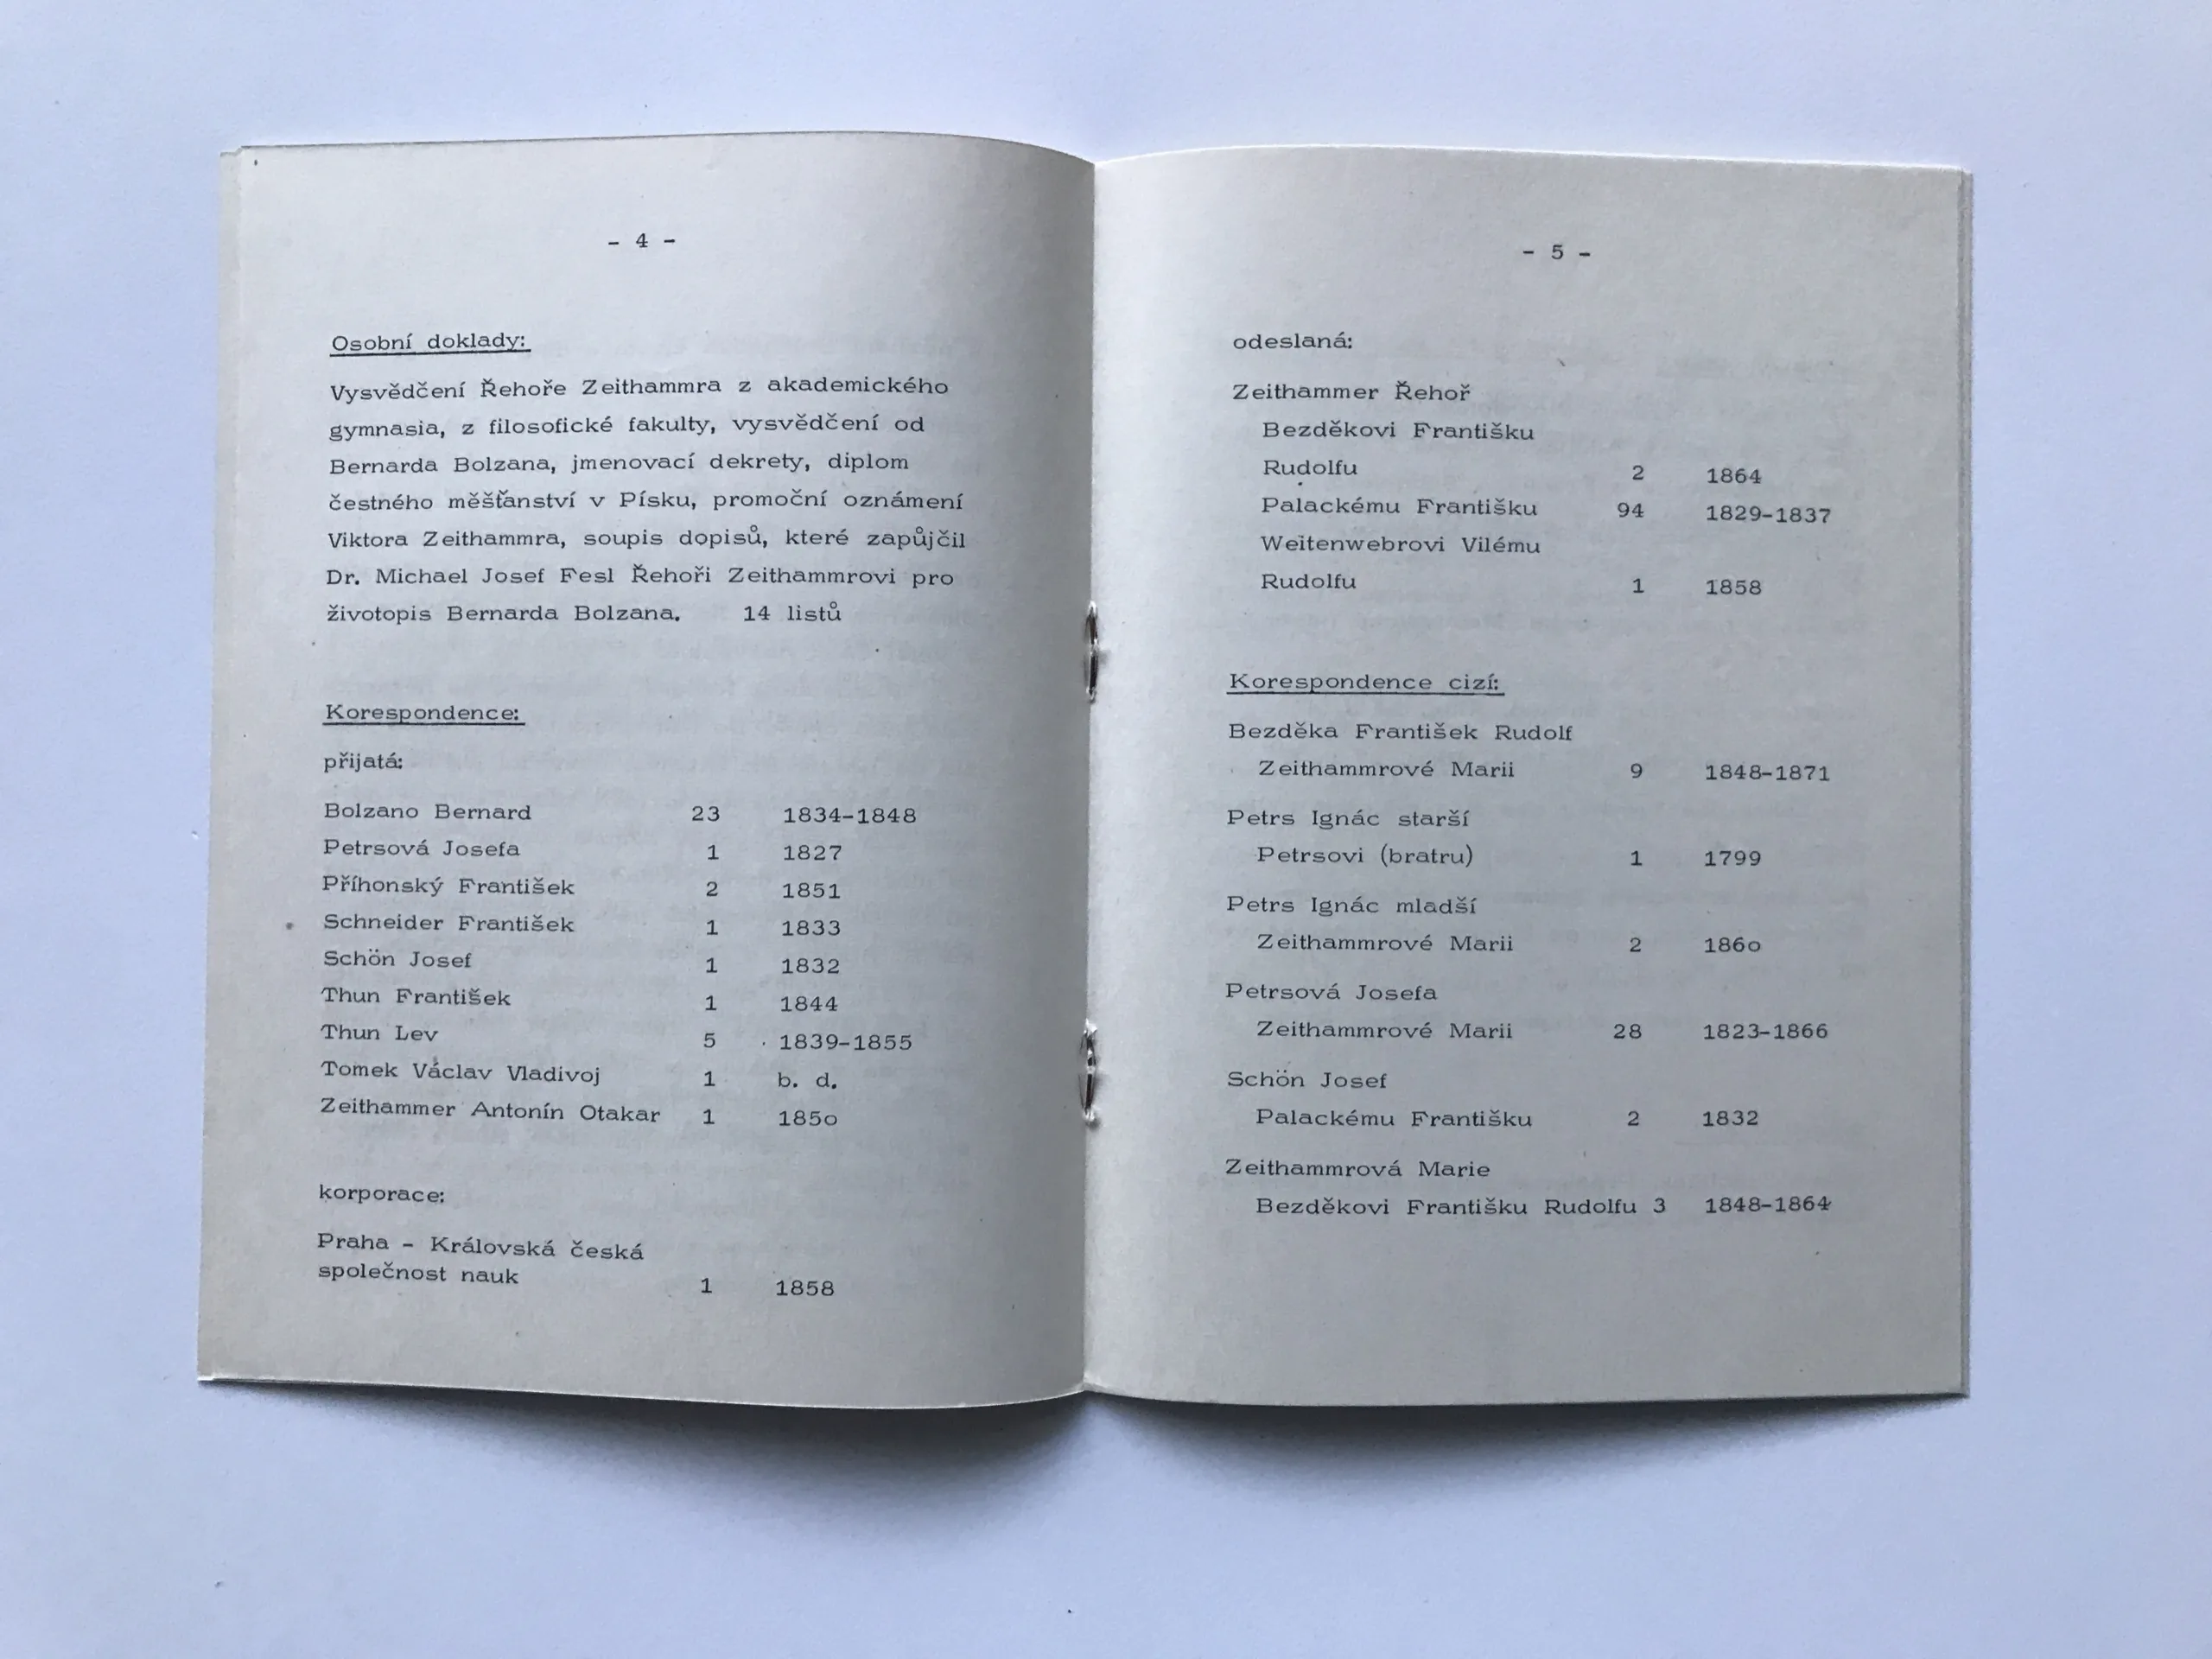 - 4 -
Osobní doklady:
Vysvědčení Řehoře Zeithammra z akademického
gymnasia, z filosofické fakulty, vysvědčení od
Bernarda Bolzana, jmenovací dekrety, diplom
čestného měšťanství v Písku, promoční oznámení
Viktora Zeithammra, soupis dopisů, které zapůjčil
Dr. Michael Josef Fesl Řehoři Zeithammrovi pro
životopis Bernarda Bolzana. 14 listů
Korespondence:
přijatá:
Bolzano Bernard 23 1834-1848
Petrsová Josefa 1 1827
Příhonský František 2 1851
Schneider František 1 1833
Schön Josef 1 1832
Thun František 1 1844
Thun Lev 5 1839-1855
Tomek Václav Vladivoj 1 b. d.
Zeithammer Antonín Otakar 1 185o
korporace:
Praha - Královská česká
společnost nauk 1 1858
- 5 -
odeslaná:
Zeithammer Řehoř
Bezděkovi Františku
Rudolfu 2 1864
Palackému Františku 94 1829-1837
Weitenwebrovi Vilému
Rudolfu 1 1858
Korespondence cizí:
Bezděka František Rudolf
Zeithammrové Marii 9 1848-1871
Petrs Ignác starší
Petrsovi (bratru) 1 1799
Petrs Ignác mladší
Zeithammrové Marii 2 186o
Petrsová Josefa
Zeithammrové Marii 28 1823-1866
Schön Josef
Palackému Františku 2 1832
Zeithammrová Marie
Bezděkovi Františku Rudolfu 3 1848-1864